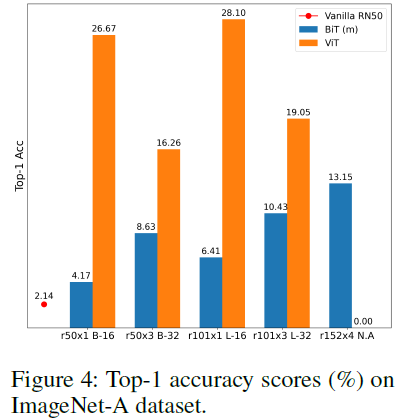 Top-1 Acc
Vanilla RN50
BiT (m)
ViT
2.14
4.17
26.67
8.63
16.26
6.41
28.10
10.43
19.05
13.15
0.00
r50x1 B-16 r50x3 B-32 r101x1 L-16 r101x3 L-32 r152x4 N.A
Figure 4: Top-1 accuracy scores (%) on
ImageNet-A dataset.